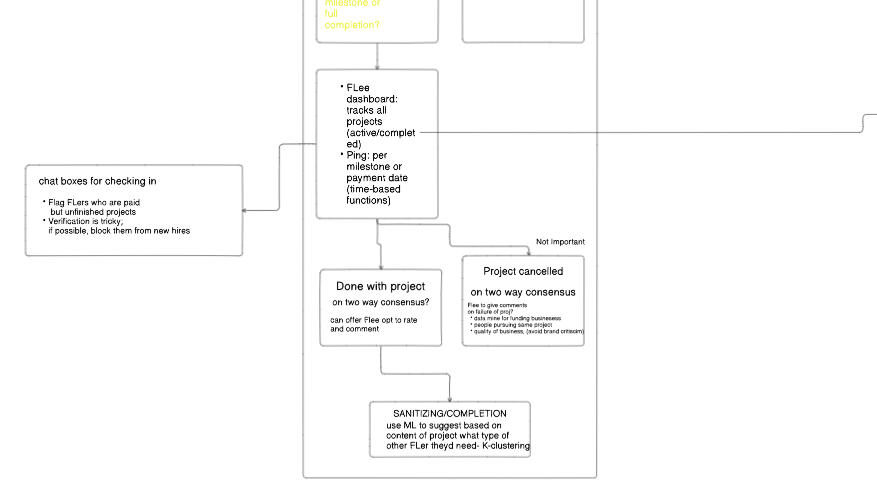 milestone or
full
completion?
• FLee
dashboard:
tracks all
projects
(active/complet
ed)
• Ping: per
milestone or
payment date
(time-based
functions)
chat boxes for checking in
• Flag FLers who are paid
but unfinished projects
• Verification is tricky;
if possible, block them from new hires
Not Important
Done with project
on two way consensus?
can offer Flee opt to rate
and comment
Project cancelled
on two way consensus
Flee to give comments
on failure of proj?
• data mine for funding businesess
• people pursuing same project
• quality of business, (avoid brand critiscim)
SANITIZING/COMPLETION
use ML to suggest based on
content of project what type of
other FLer theyd need- K-clustering